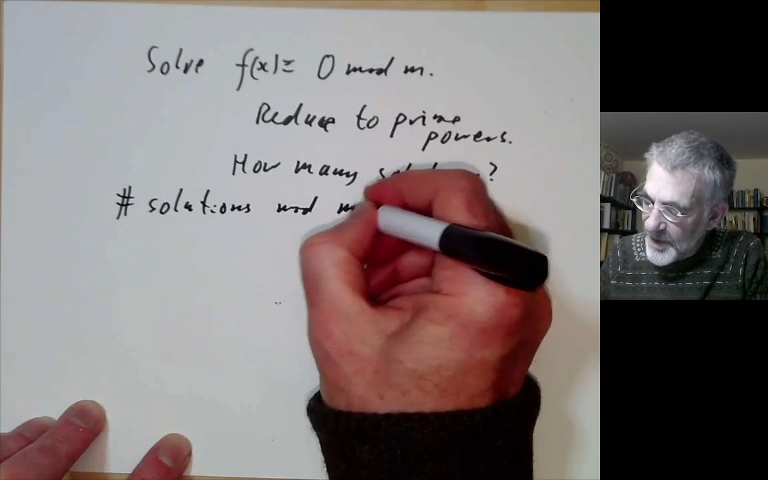 Solve f(x)≡ 0 mod m.
Reduce to prime
powers.
How many ?
# solutions mod m